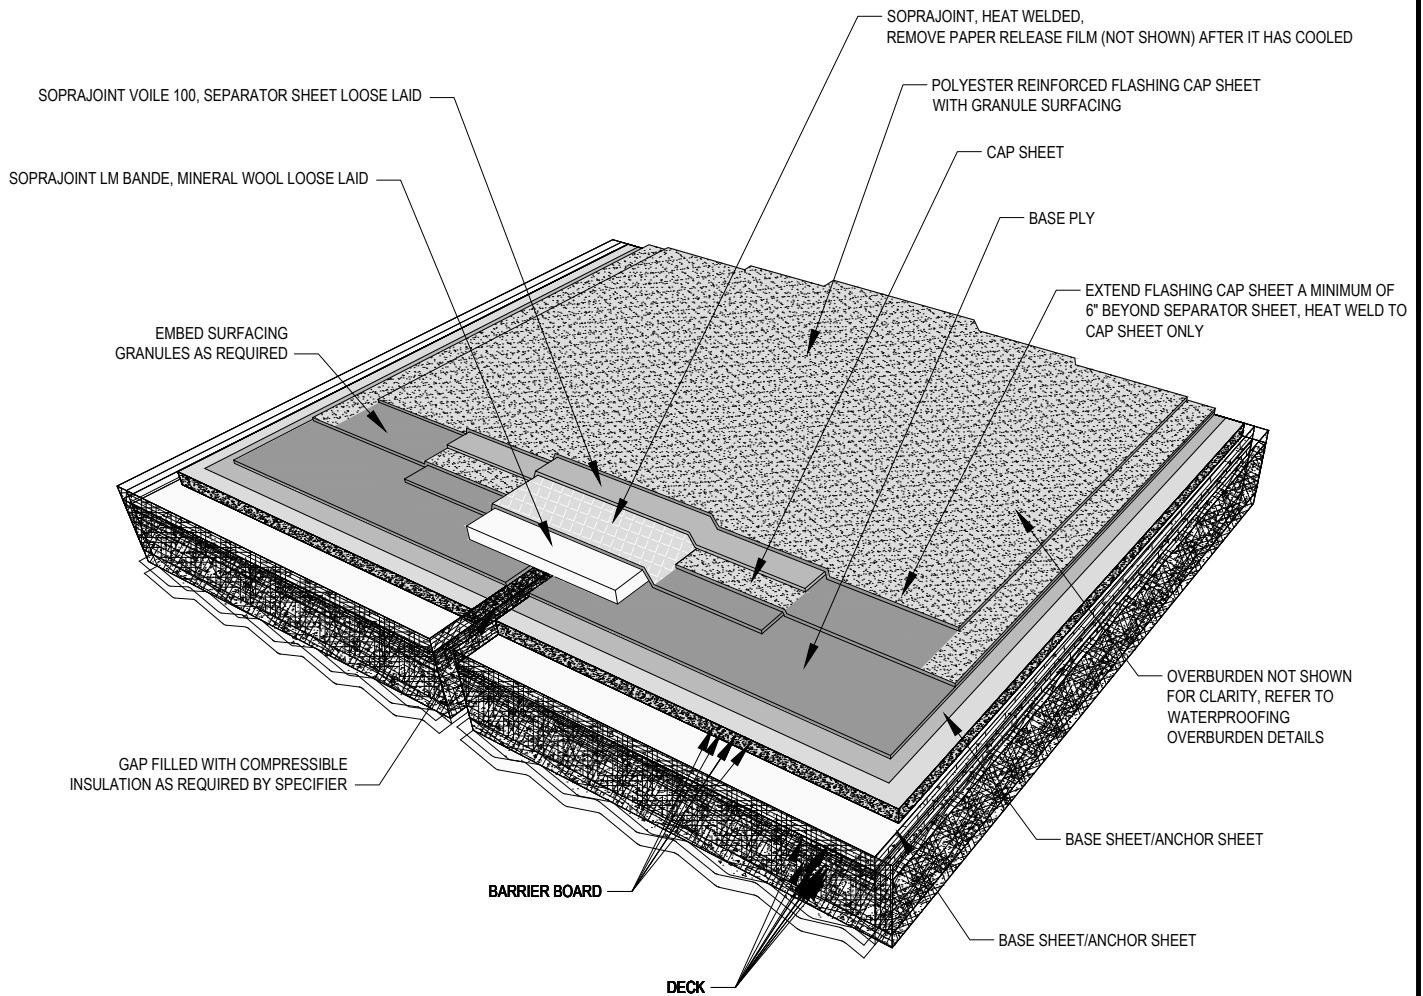 SOPRAJOINT, HEAT WELDED,
REMOVE PAPER RELEASE FILM (NOT SHOWN) AFTER IT HAS COOLED
SOPRAJOINT VOILE 100, SEPARATOR SHEET LOOSE LAID
POLYESTER REINFORCED FLASHING CAP SHEET
WITH GRANULE SURFACING
CAP SHEET
SOPRAJOINT LM BANDE, MINERAL WOOL LOOSE LAID
BASE PLY
EXTEND FLASHING CAP SHEET A MINIMUM OF
6" BEYOND SEPARATOR SHEET, HEAT WELD TO
CAP SHEET ONLY
EMBED SURFACING
GRANULES AS REQUIRED
OVERBURDEN NOT SHOWN
FOR CLARITY, REFER TO
WATERPROOFING
OVERBURDEN DETAILS
GAP FILLED WITH COMPRESSIBLE
INSULATION AS REQUIRED BY SPECIFIER
BASE SHEET/ANCHOR SHEET
BARRIER BOARD
BASE SHEET/ANCHOR SHEET
DECK